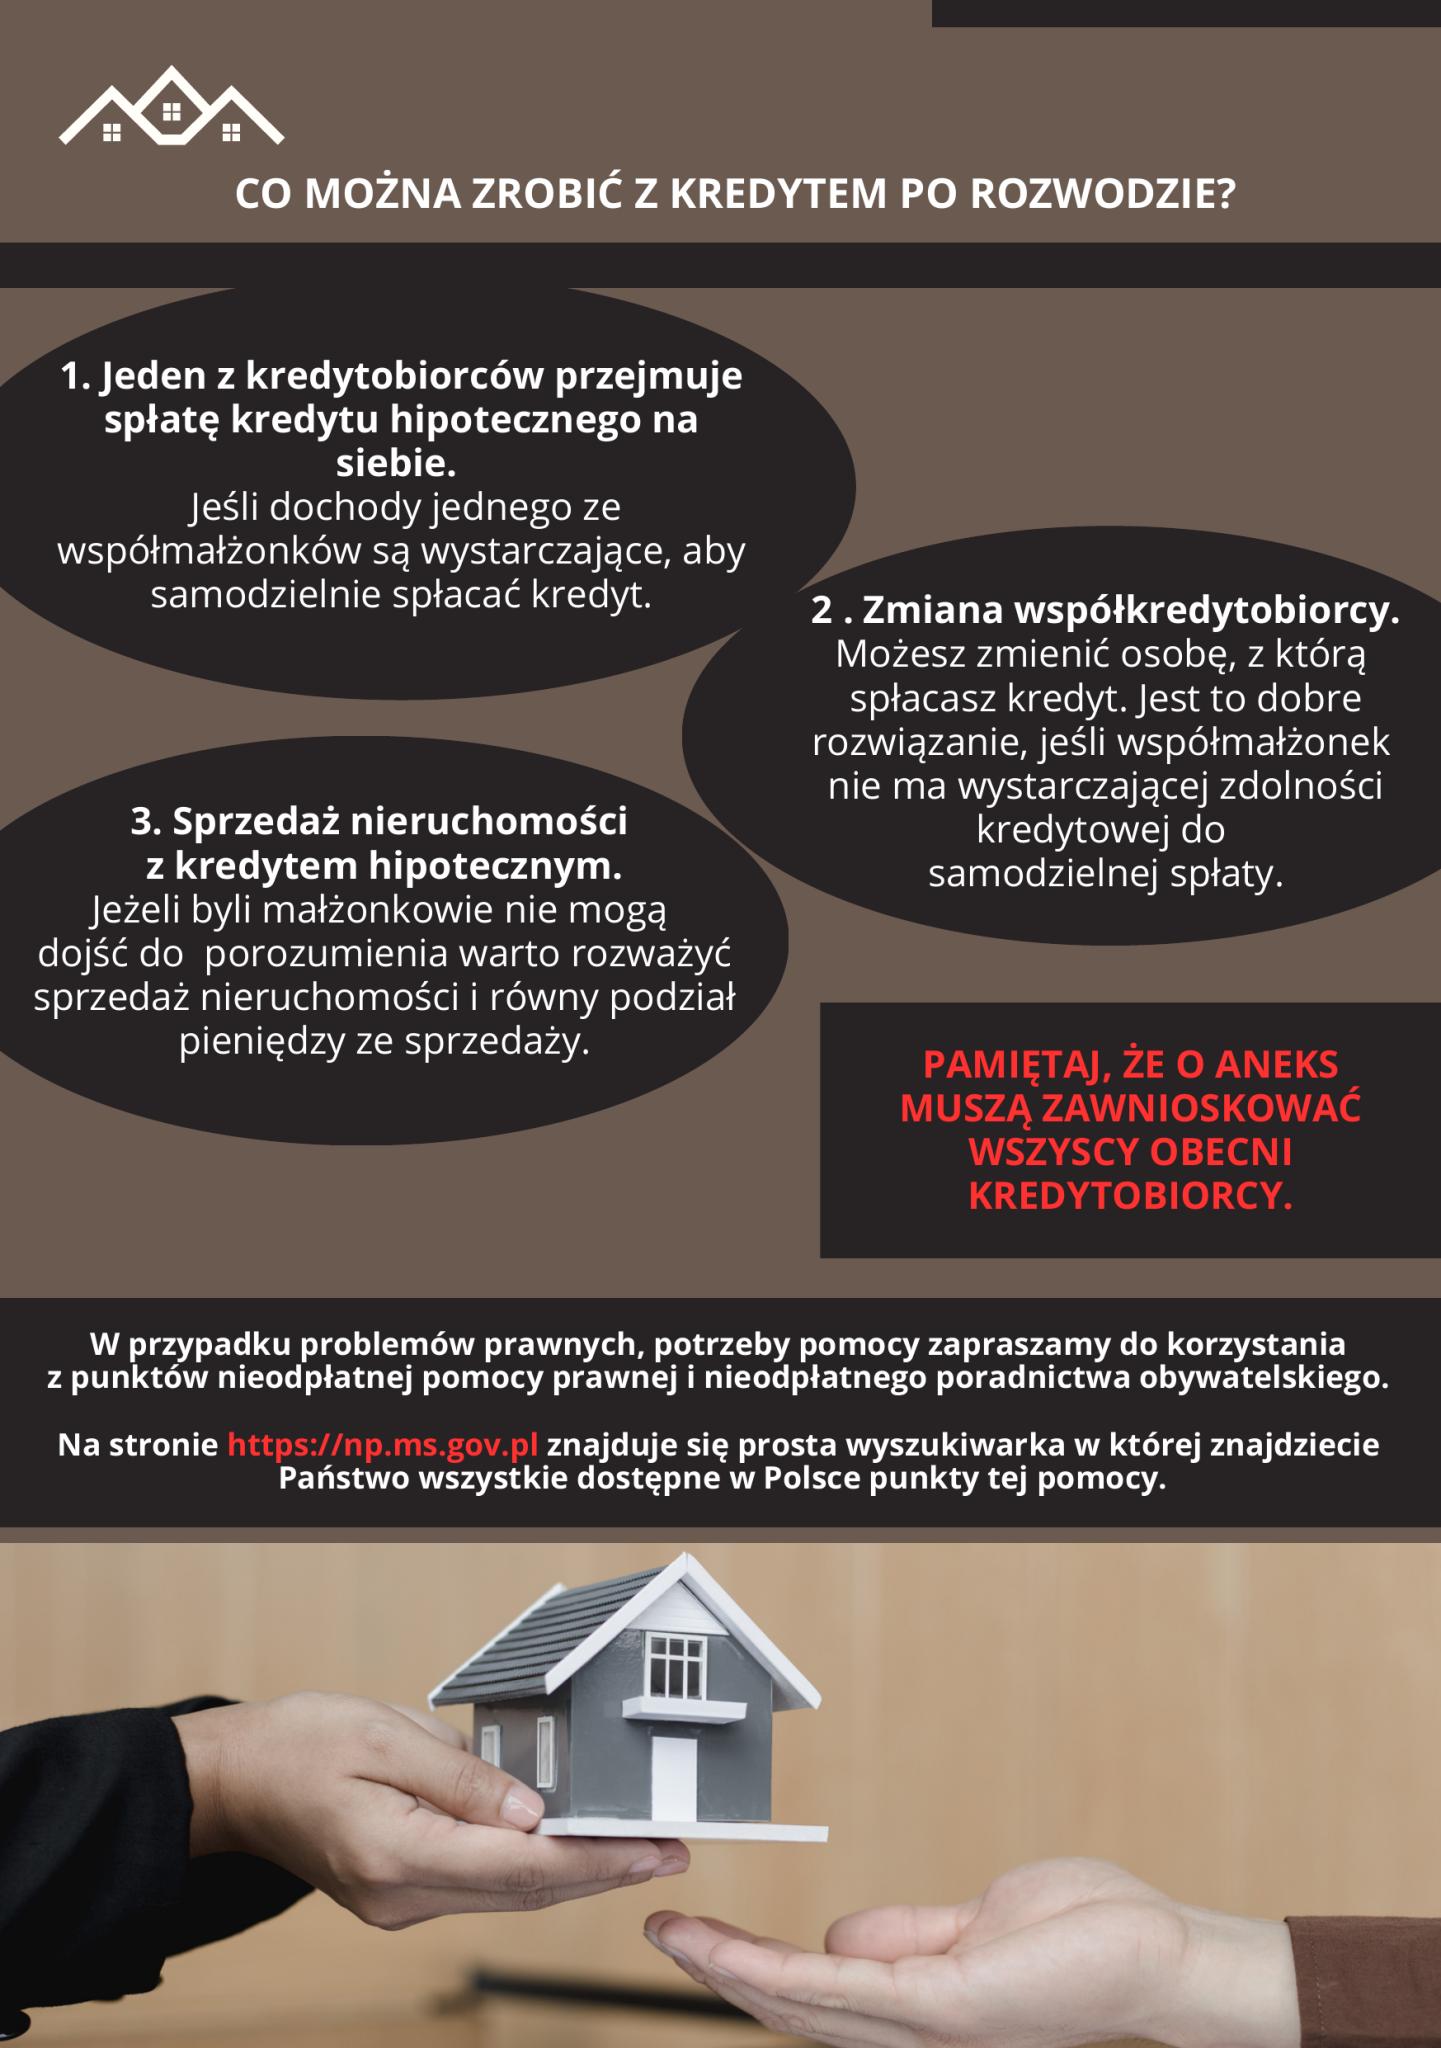 CO MOŻNA ZROBIĆ Z KREDYTEM PO ROZWODZIE?
1. Jeden z kredytobiorców przejmuje
spłatę kredytu hipotecznego na
siebie.
Jeśli dochody jednego ze
współmałżonków są wystarczające, aby
samodzielnie spłacać kredyt.
2 . Zmiana współkredytobiorcy.
Możesz zmienić osobę, z którą
spłacasz kredyt. Jest to dobre
rozwiązanie, jeśli współmałżonek
nie ma wystarczającej zdolności
kredytowej do
samodzielnej spłaty.
3. Sprzedaż nieruchomości
z kredytem hipotecznym.
Jeżeli byli małżonkowie nie mogą
dojść do  porozumienia warto rozważyć
sprzedaż nieruchomości i równy podział
pieniędzy ze sprzedaży.
PAMIĘTAJ, ŻE O ANEKS
MUSZĄ ZAWNIOSKOWAĆ
WSZYSCY OBECNI
KREDYTOBIORCY.
W przypadku problemów prawnych, potrzeby pomocy zapraszamy do korzystania
z punktów nieodpłatnej pomocy prawnej i nieodpłatnego poradnictwa obywatelskiego.
Na stronie https://np.ms.gov.pl znajduje się prosta wyszukiwarka w której znajdziecie
Państwo wszystkie dostępne w Polsce punkty tej pomocy.